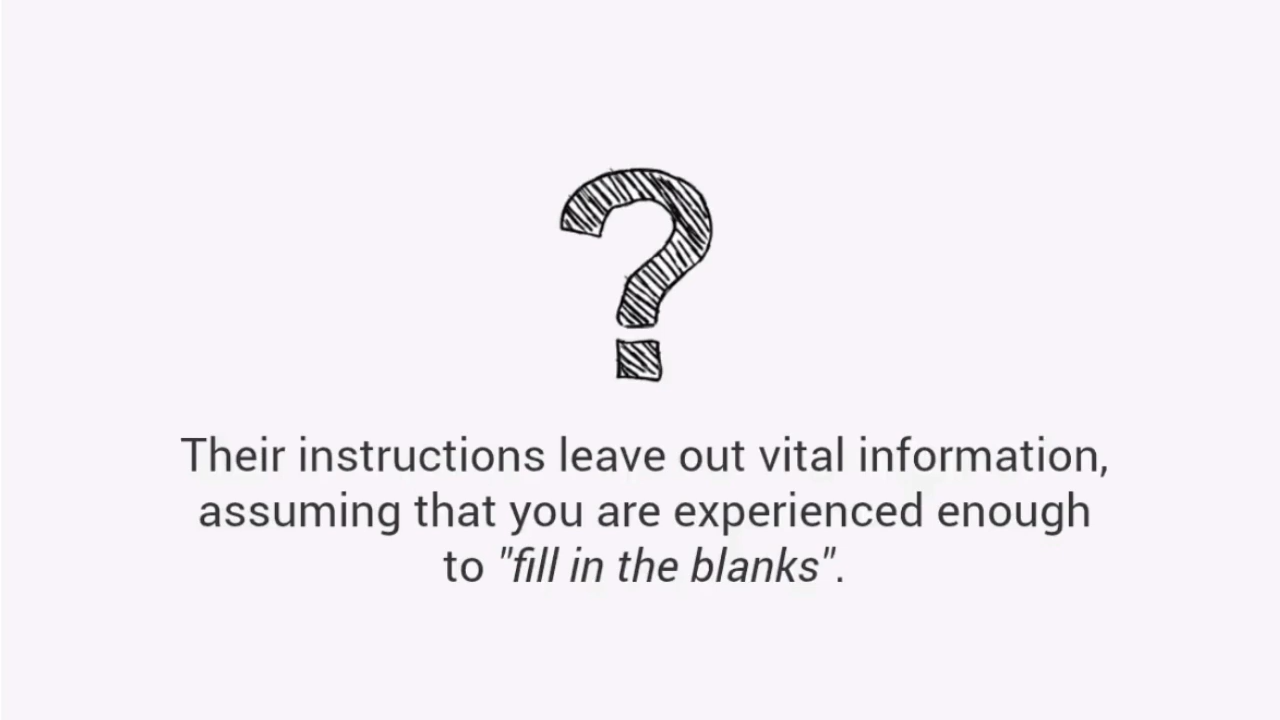 Their instructions leave out vital information,
assuming that you are experienced enough
to "fill in the blanks".